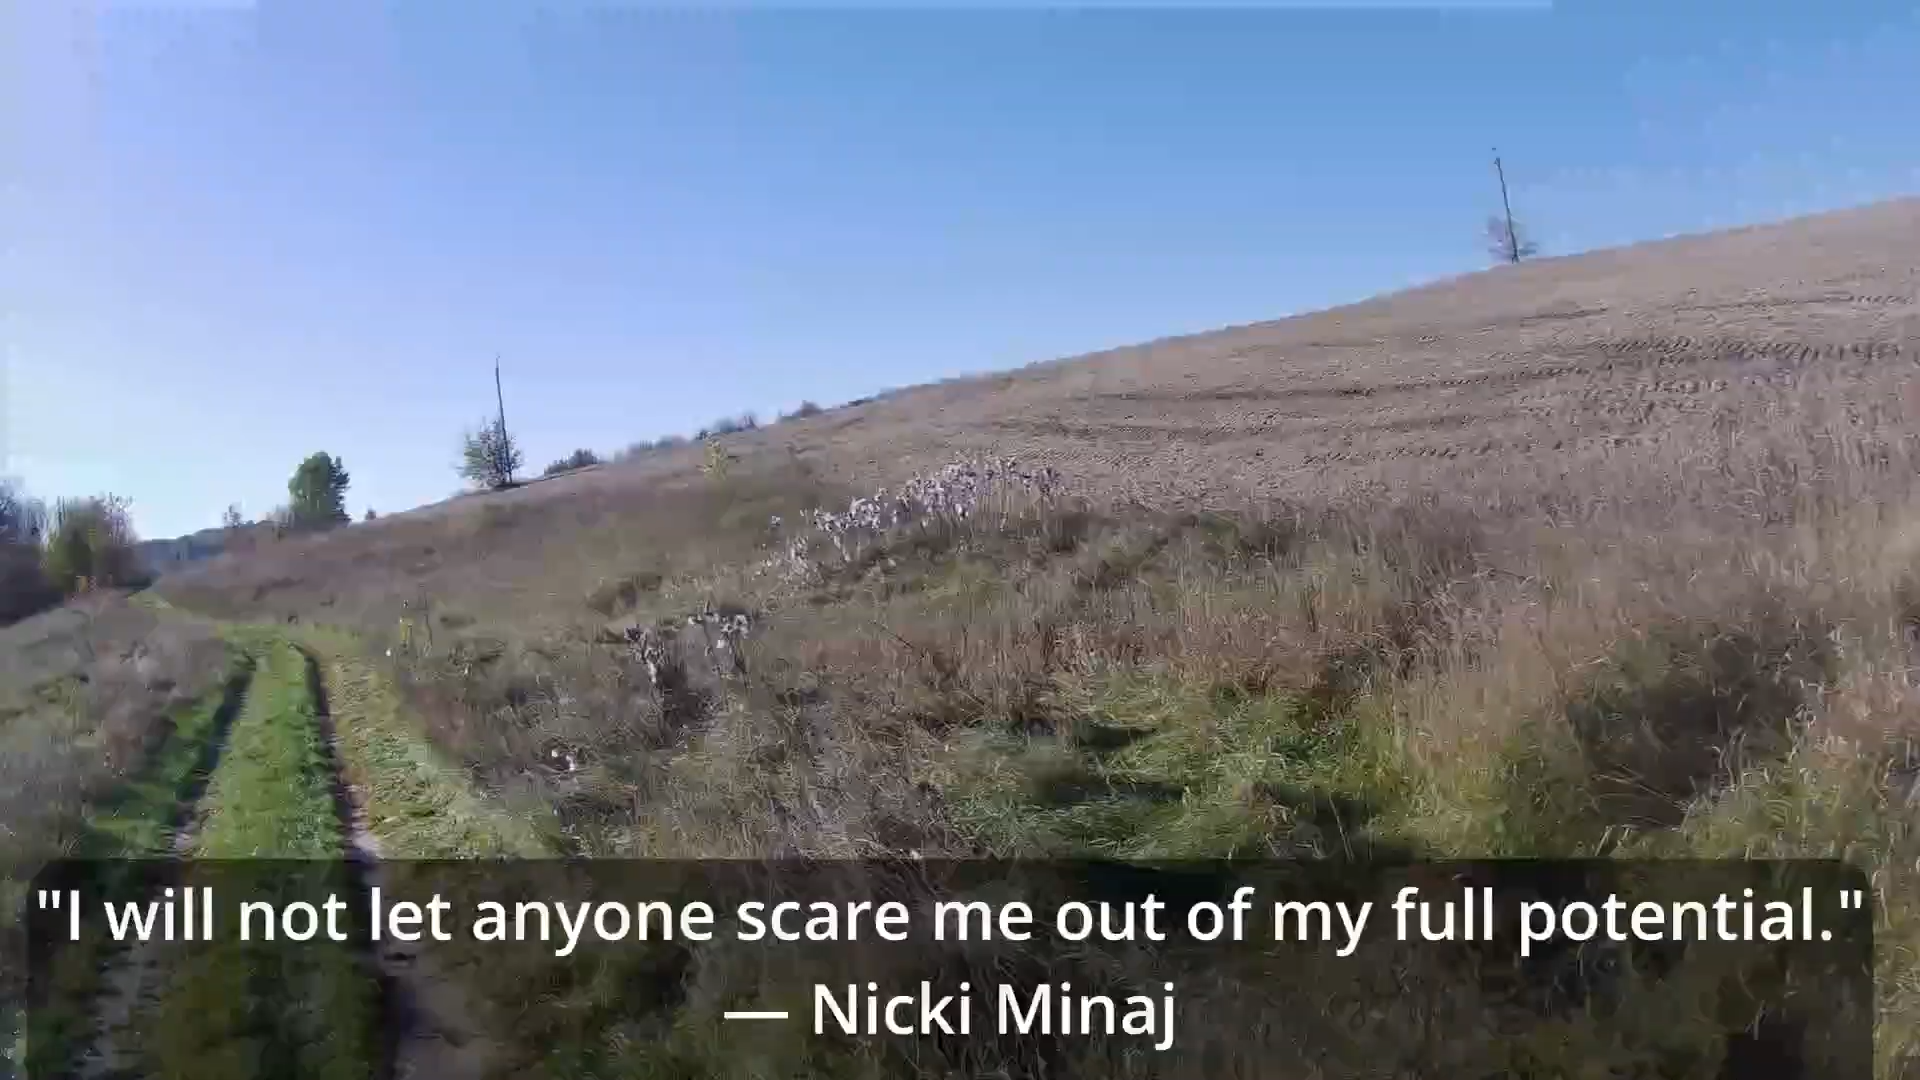 "I will not let anyone scare me out of my full potential."
— Nicki Minaj